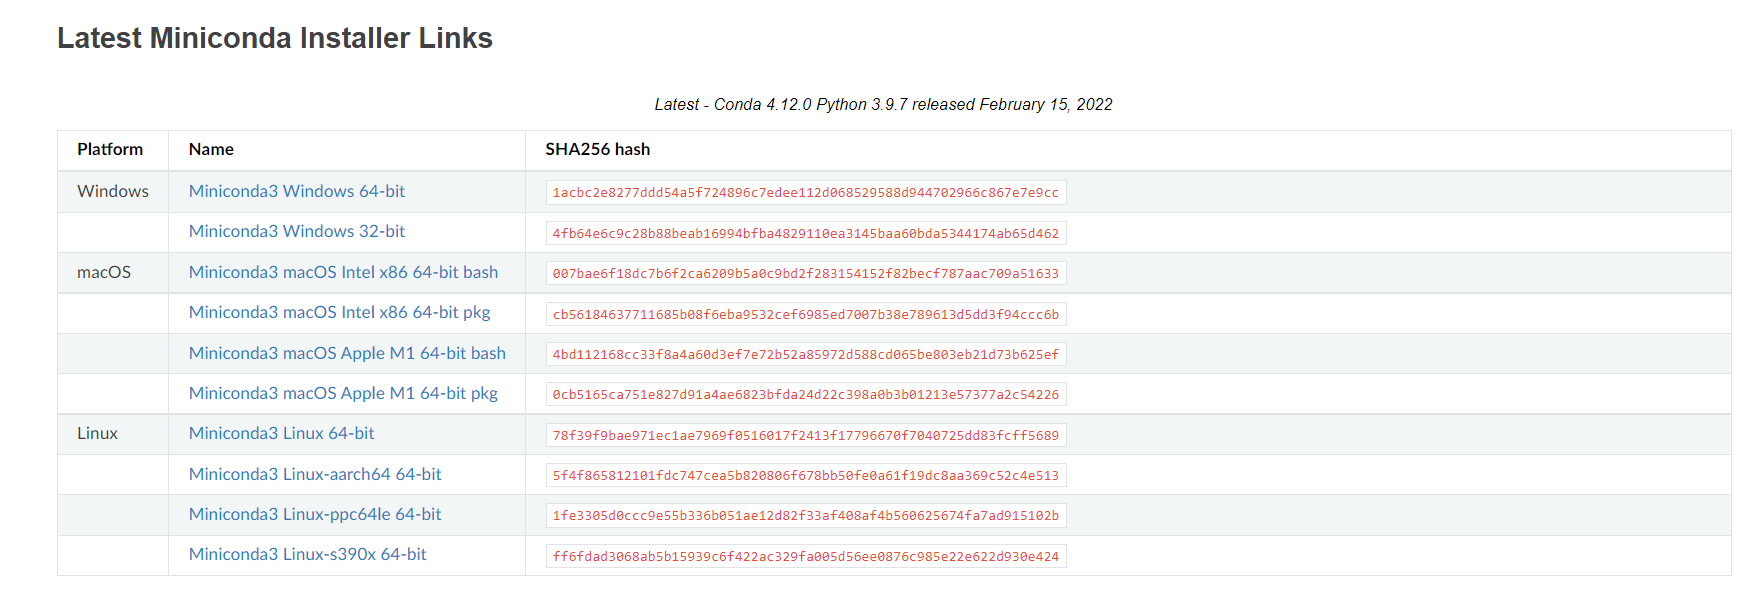 Latest Miniconda Installer Links
Latest - Conda 4.12.0 Python 3.9.7 released February 15, 2022
Platform Name SHA256 hash
Windows Miniconda3 Windows 64-bit 1acbc2e8277ddd54a5f724896c7edee112d068529588d944702966c867e7e9cc
Miniconda3 Windows 32-bit 4fb64e6c9c28b88beab16994bfba4829110ea3145baa60bda5344174ab65d462
macOS Miniconda3 macOS Intel x86 64-bit bash 007bae6f18dc7b6f2ca6209b5a0c9bd2f283154152f82becf787aac709a51633
Miniconda3 macOS Intel x86 64-bit pkg cb56184637711685b08f6eba9532cef6985ed7007b38e789613d5dd3f94ccc6b
Miniconda3 macOS Apple M1 64-bit bash 4bd112168cc33f8a4a60d3ef7e72b52a85972d588cd065be803eb21d73b625ef
Miniconda3 macOS Apple M1 64-bit pkg 0cb5165ca751e827d91a4ae6823bfda24d22c398a0b3b01213e57377a2c54226
Linux Miniconda3 Linux 64-bit 78f39f9bae971ec1ae7969f0516017f2413f17796670f7040725dd83fcff5689
Miniconda3 Linux-aarch64 64-bit 5f4f865812101fdc747cea5b820806f678bb50fe0a61f19dc8aa369c52c4e513
Miniconda3 Linux-ppc64le 64-bit 1fe3305d0ccc9e55b336b051ae12d82f33af408af4b560625674fa7ad915102b
Miniconda3 Linux-s390x 64-bit ff6fdad3068ab5b15939c6f422ac329fa005d56ee0876c985e22e622d930e424